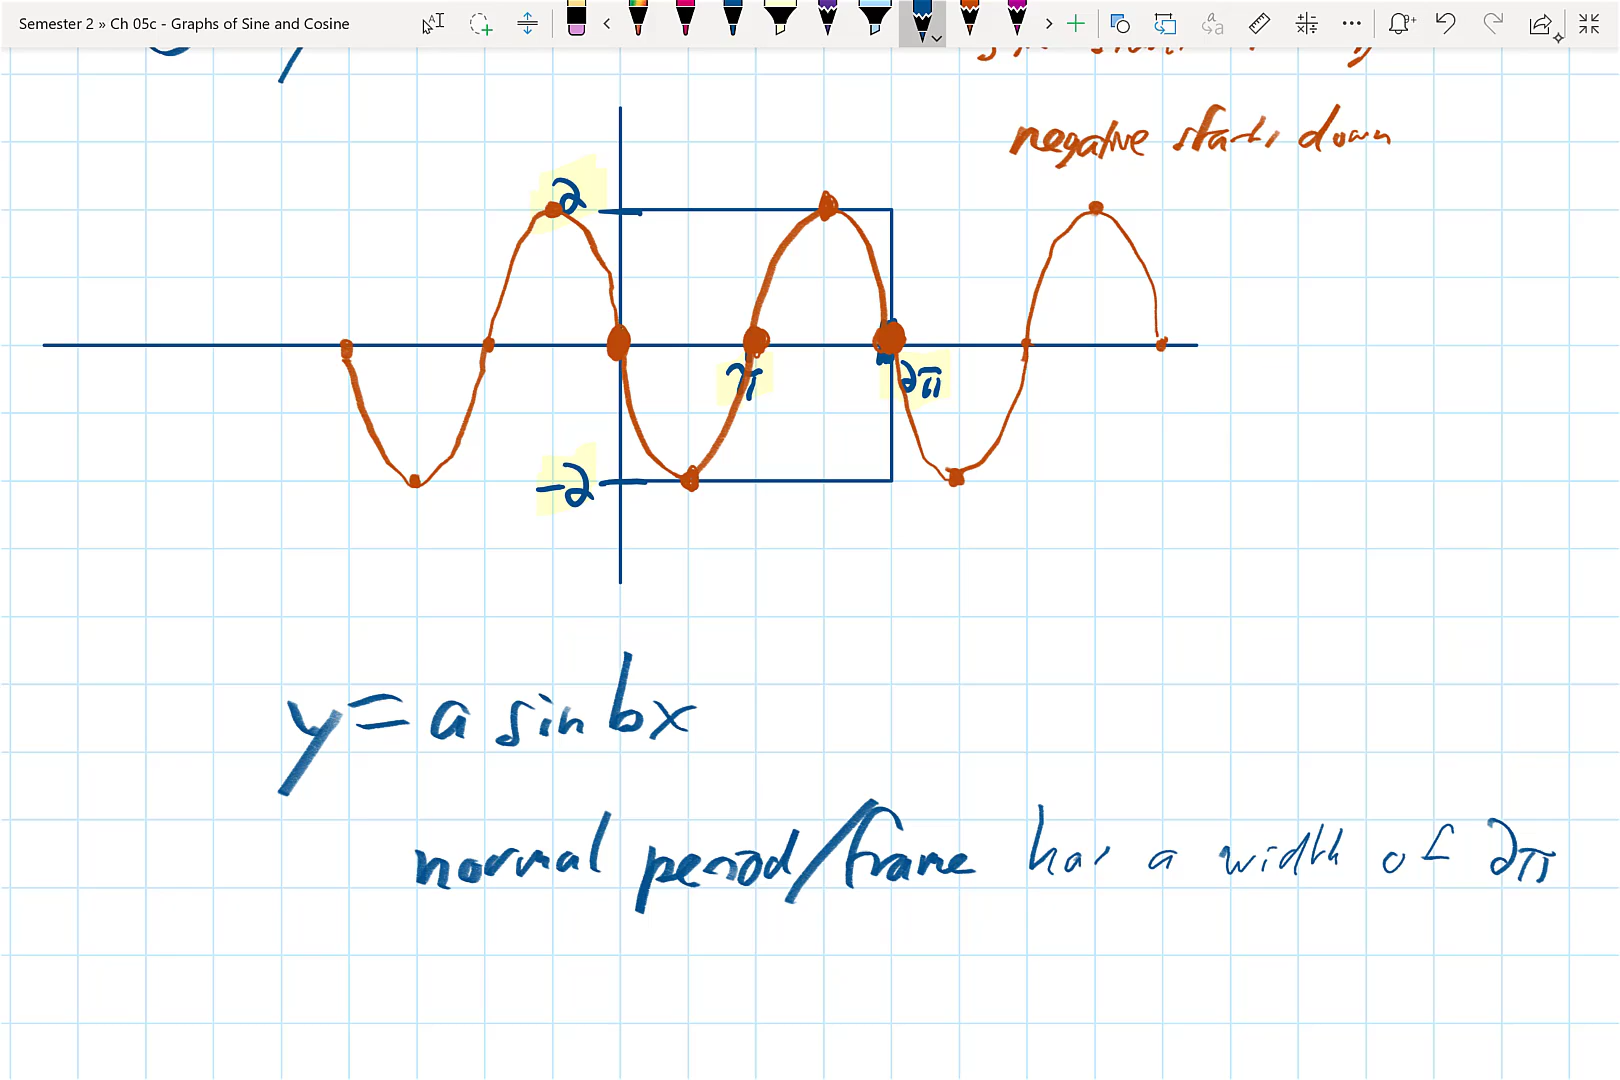 Semester 2 » Ch 05c - Graphs of Sine and Cosine
negative starts down
2
π
2π
-2
y = a sin bx
normal period/frame has a width of 2π